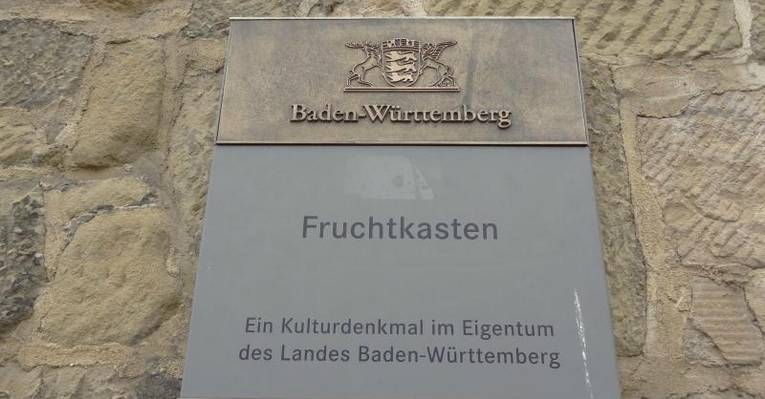 Baden-Württemberg
Fruchtkasten
Ein Kulturdenkmal im Eigentum
des Landes Baden-Württemberg